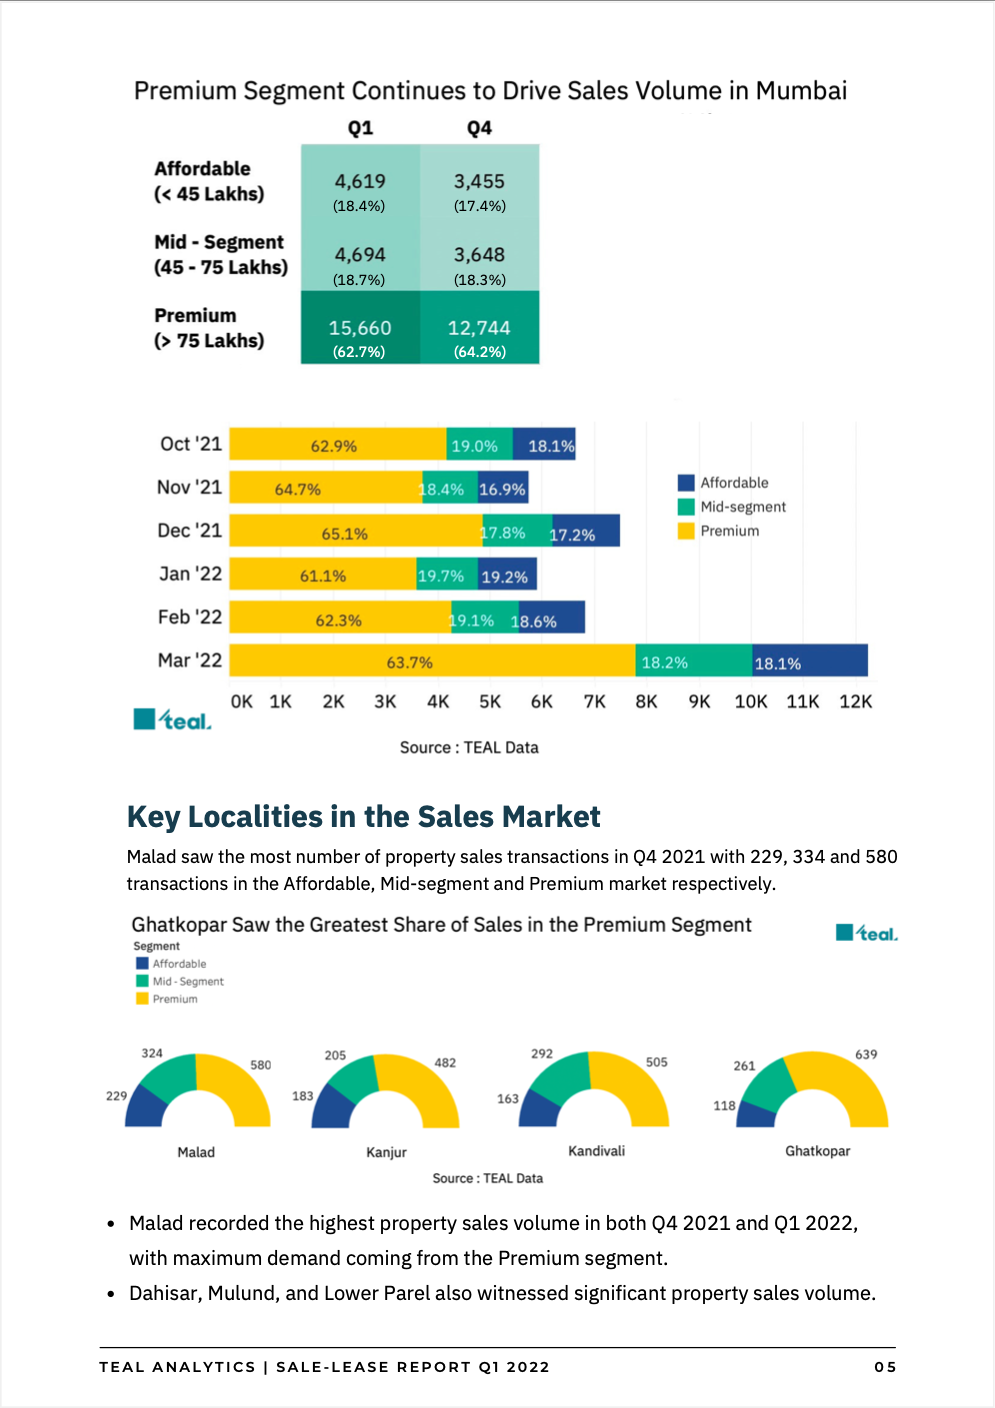 Premium Segment Continues to Drive Sales Volume in Mumbai
Q1 Q4
Affordable
(< 45 Lakhs)
4,619 3,455
(18.4%) (17.4%)
Mid - Segment
(45 - 75 Lakhs)
4,694 3,648
(18.7%) (18.3%)
Premium
(> 75 Lakhs)
15,660 12,744
(62.7%) (64.2%)
Oct '21 62.9% 19.0% 18.1%
Nov '21 64.7% 18.4% 16.9%
Dec '21 65.1% 17.8% 17.2%
Jan '22 61.1% 19.7% 19.2%
Feb '22 62.3% 19.1% 18.6%
Mar '22 63.7% 18.2% 18.1%
Affordable
Mid-segment
Premium
0K 1K 2K 3K 4K 5K 6K 7K 8K 9K 10K 11K 12K
teal.
Source : TEAL Data
Key Localities in the Sales Market
Malad saw the most number of property sales transactions in Q4 2021 with 229, 334 and 580
transactions in the Affordable, Mid-segment and Premium market respectively.
Ghatkopar Saw the Greatest Share of Sales in the Premium Segment
teal.
Segment
Affordable
Mid - Segment
Premium
229 324 580
Malad
183 205 482
Kanjur
163 292 505
Kandivali
118 261 639
Ghatkopar
Source : TEAL Data
• Malad recorded the highest property sales volume in both Q4 2021 and Q1 2022,
with maximum demand coming from the Premium segment.
• Dahisar, Mulund, and Lower Parel also witnessed significant property sales volume.
TEAL ANALYTICS | SALE-LEASE REPORT Q1 2022 05